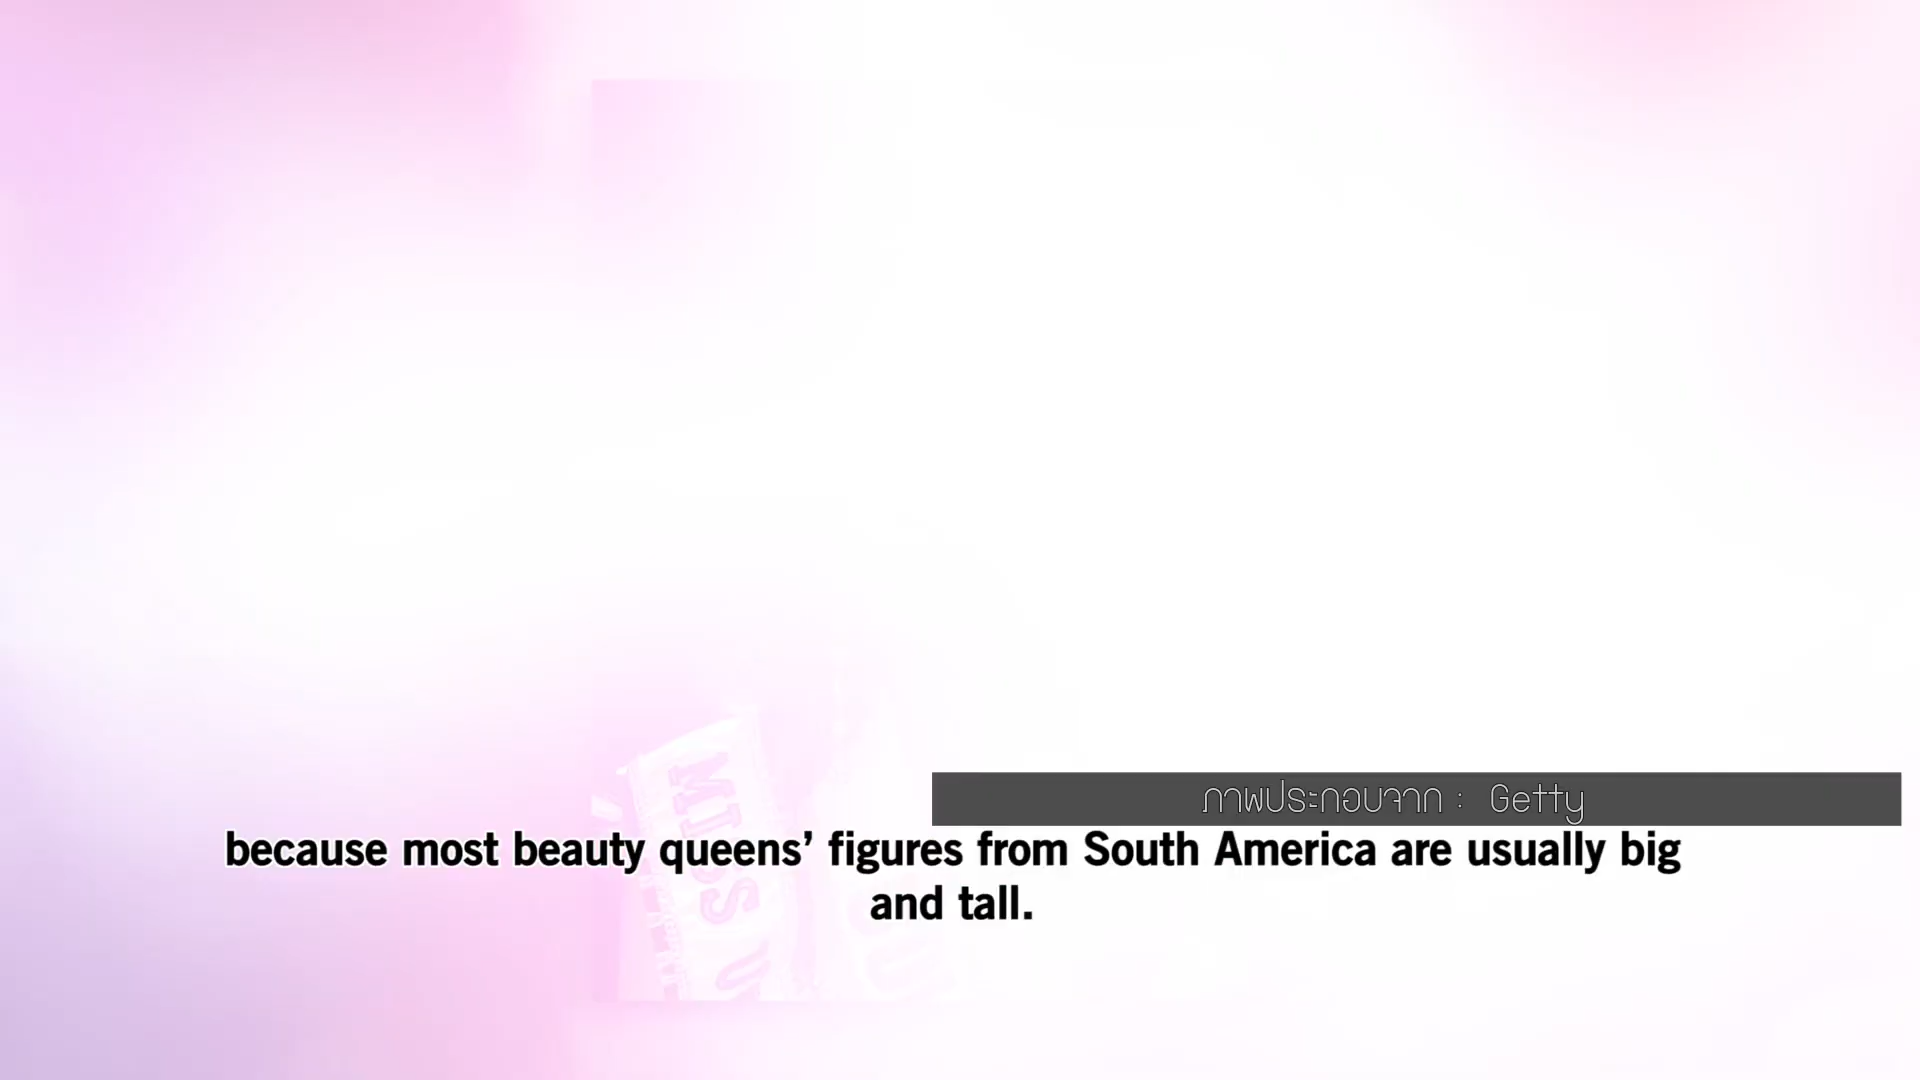 MISS U
ภาพประกอบจาก : Getty
because most beauty queens’ figures from South America are usually big
and tall.